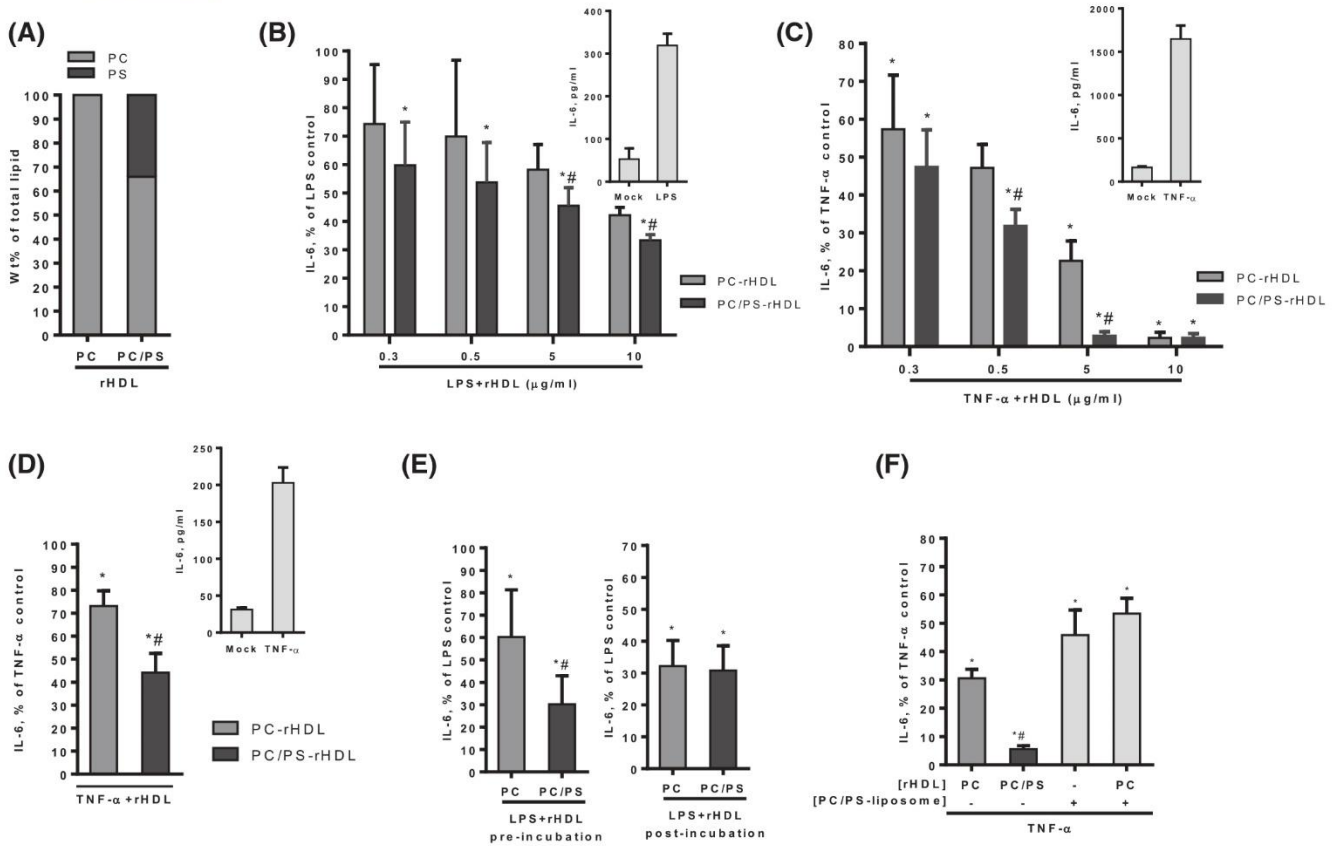 (A)
PC
PS
Wt% of total lipid
100
90
80
70
60
50
40
30
20
10
0
PC PC/PS
rHDL
(B)
IL-6, % of LPS control
100
90
80
70
60
50
40
30
20
10
0
* * *# *#
0.3 0.5 5 10
LPS+rHDL (µg/ml)
IL-6, pg/ml
400
300
200
100
0
Mock LPS
PC-rHDL
PC/PS-rHDL
(C)
IL-6, % of TNF-α control
80
70
60
50
40
30
20
10
0
* * *# * *# * *
0.3 0.5 5 10
TNF-α +rHDL (µg/ml)
IL-6, pg/ml
2000
1500
1000
500
0
Mock TNF-α
PC-rHDL
PC/PS-rHDL
(D)
IL-6, % of TNF-α control
100
90
80
70
60
50
40
30
20
10
0
* *#
TNF-α +rHDL
IL-6, pg/ml
250
200
150
100
50
0
Mock TNF-α
PC-rHDL
PC/PS-rHDL
(E)
IL-6, % of LPS control
100
90
80
70
60
50
40
30
20
10
0
* *#
PC PC/PS
LPS+rHDL
pre-incubation
IL-6, % of LPS control
70
60
50
40
30
20
10
0
* *
PC PC/PS
LPS+rHDL
post-incubation
(F)
IL-6, % of TNF-α control
80
70
60
50
40
30
20
10
0
* *# * *
[rHDL] PC PC/PS - PC
[PC/PS-liposome] - - + +
TNF-α